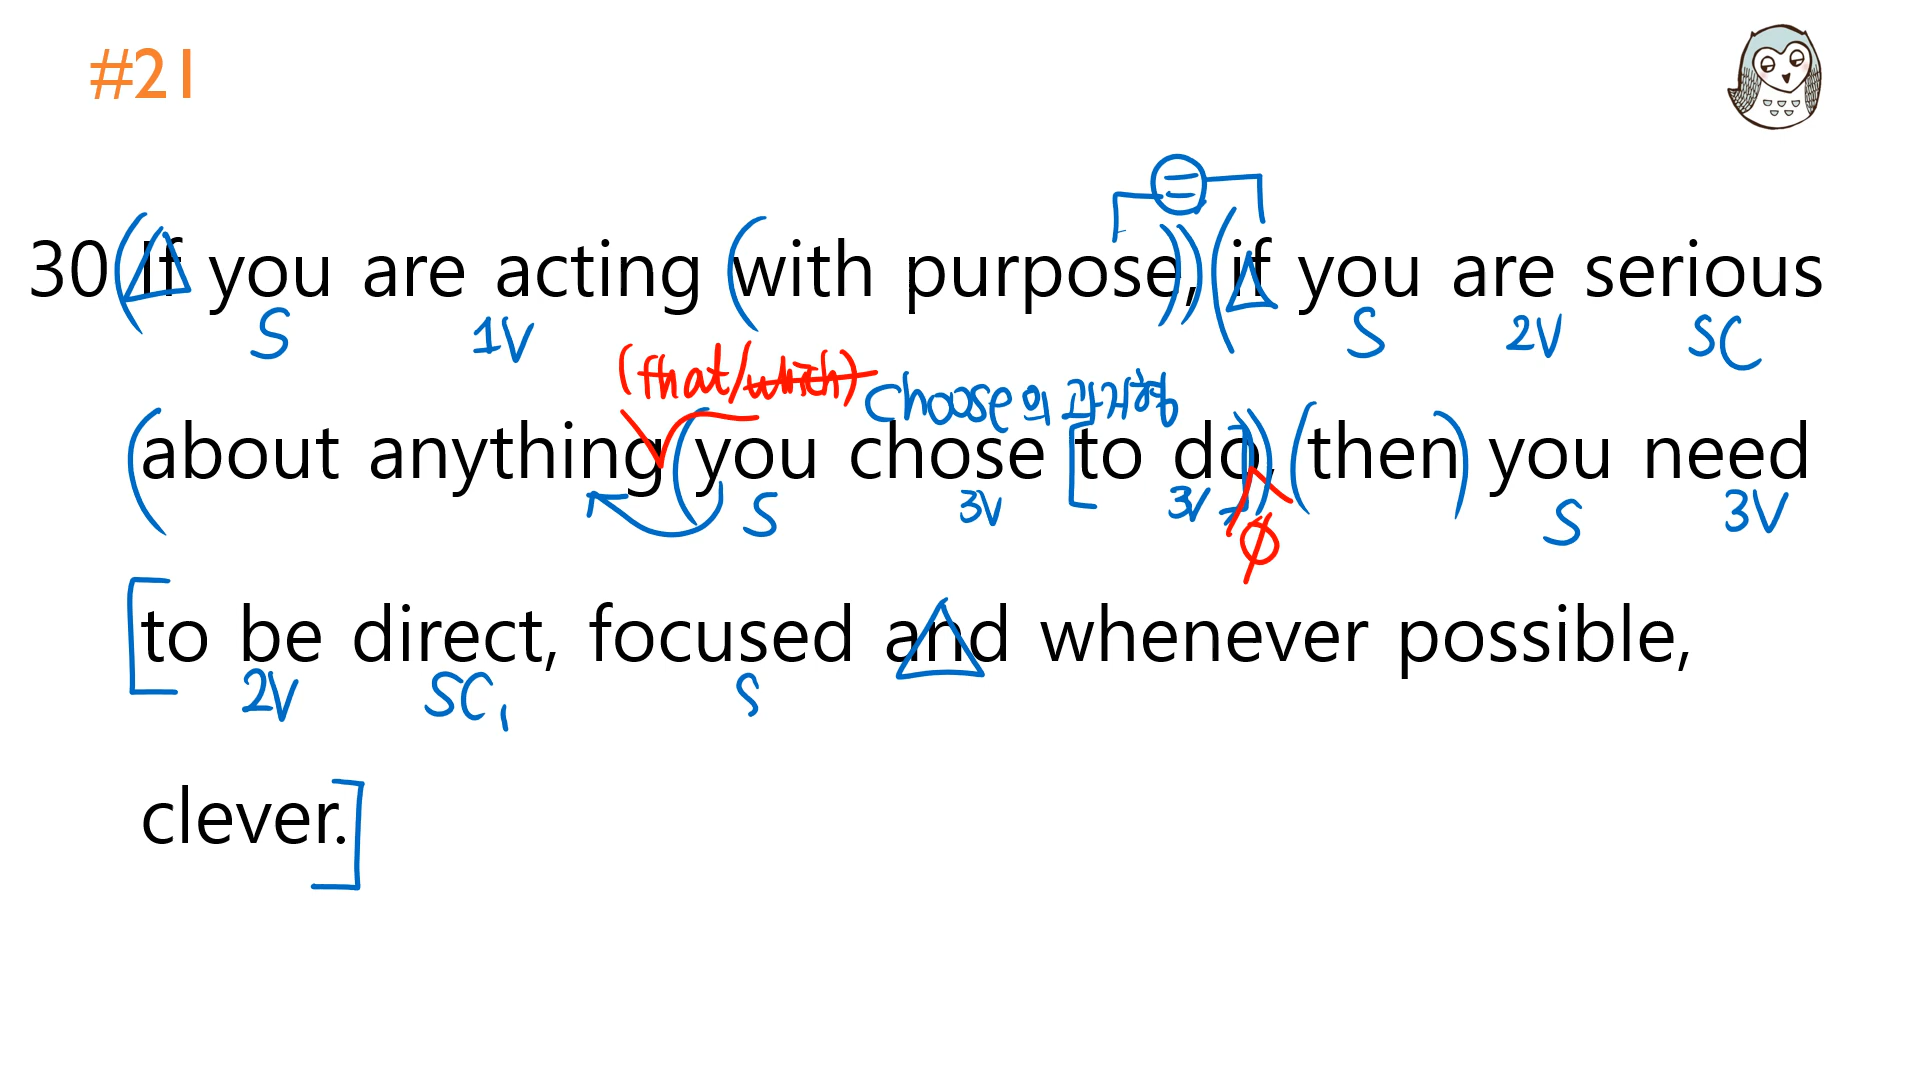 #21
30 If you are acting with purpose, if you are serious
S 1V S 2V SC
(that/which) choose의 과거형
about anything you chose to do, then you need
S 3V 3V S 3V
Ø
to be direct, focused and whenever possible,
2V SC1 S
clever.